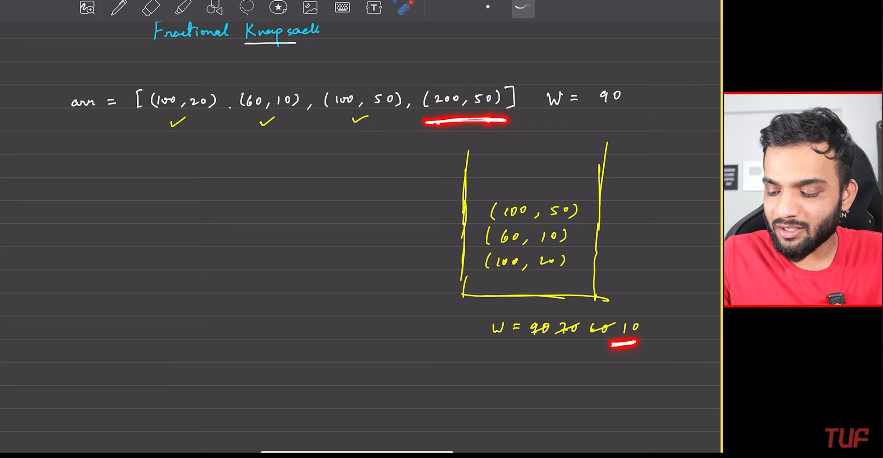 Fractional Knapsack
arr = [(100,20) . (60,10), (100, 50), (200,50)] W = 90
(100, 50)
(60, 10)
(100, 20)
W = 90 70 60 10
TUF